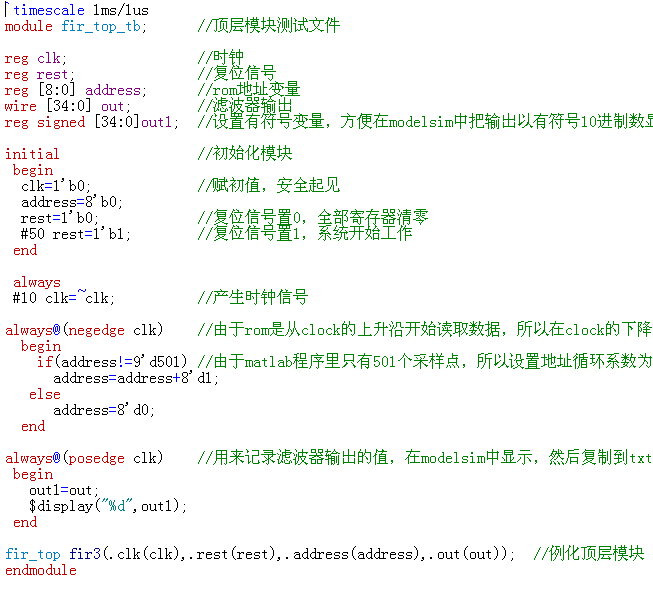 `timescale 1ms/1us
module fir_top_tb; //顶层模块测试文件
reg clk; //时钟
reg rest; //复位信号
reg [8:0] address; //rom地址变量
wire [34:0] out; //滤波器输出
reg signed [34:0]out1; //设置有符号变量，方便在modelsim中把输出以有符号10进制数显
initial //初始化模块
begin
clk=1'b0; //赋初值，安全起见
address=8'b0;
rest=1'b0; //复位信号置0，全部寄存器清零
#50 rest=1'b1; //复位信号置1，系统开始工作
end
always
#10 clk=~clk; //产生时钟信号
always@(negedge clk) //由于rom是从clock的上升沿开始读取数据，所以在clock的下降
begin
if(address!=9'd501) //由于matlab程序里只有501个采样点，所以设置地址循环系数为
address=address+8'd1;
else
address=8'd0;
end
always@(posedge clk) //用来记录滤波器输出的值，在modelsim中显示，然后复制到txt
begin
out1=out;
$display("%d",out1);
end
fir_top fir3(.clk(clk),.rest(rest),.address(address),.out(out)); //例化顶层模块
endmodule